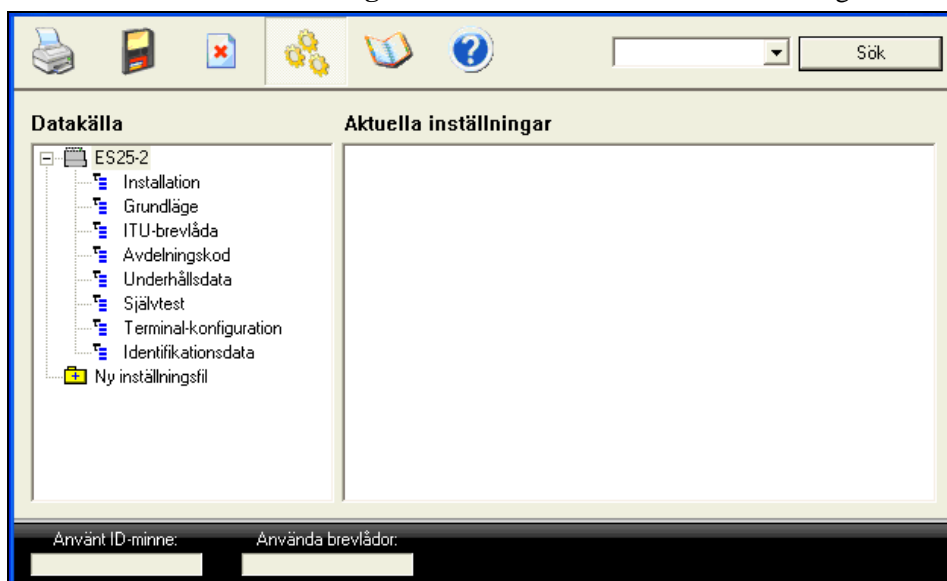 Sök
Datakälla
Aktuella inställningar
ES25-2
Installation
Grundläge
ITU-brevlåda
Avdelningskod
Underhållsdata
Självtest
Terminal-konfiguration
Identifikationsdata
Ny inställningsfil
Använt ID-minne:
Använda brevlådor: